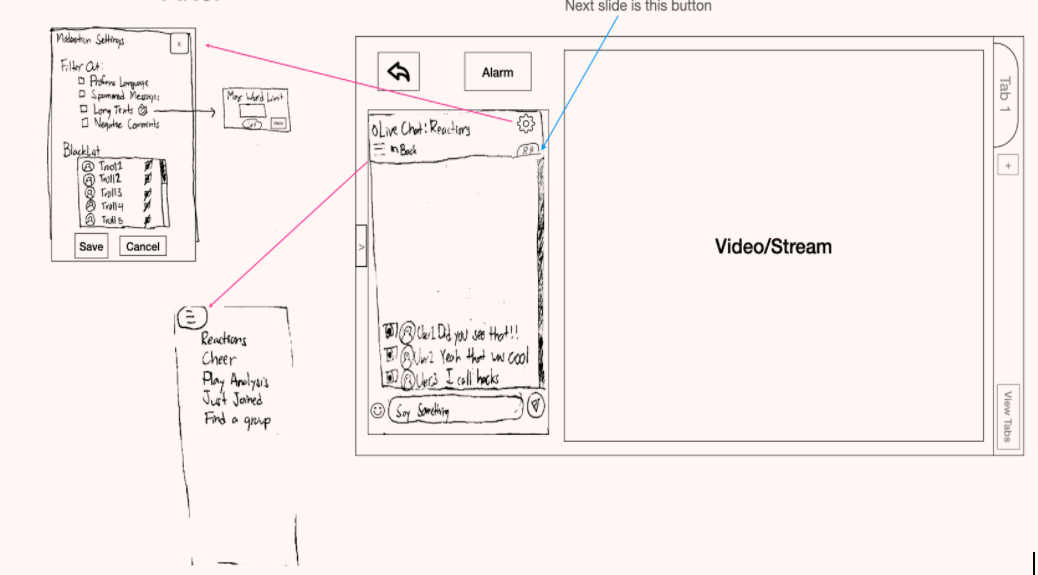 Next slide is this button
Moderation Settings
x
Filter Out:
Profane Language
Spammed Messages
Long Texts
Negative Comments
Max Word Limit
BlackList
Troll1
Troll2
Troll3
Troll4
Troll5
Save
Cancel
Reactions
Cheer
Play Analysis
Just Joined
Find a group
Alarm
Live Chat: Reactions
Back
>
User1 Did you see that!!
User2 Yeah that was cool
User3 I call hacks
Say Something
Video/Stream
Tab 1
+
View Tabs